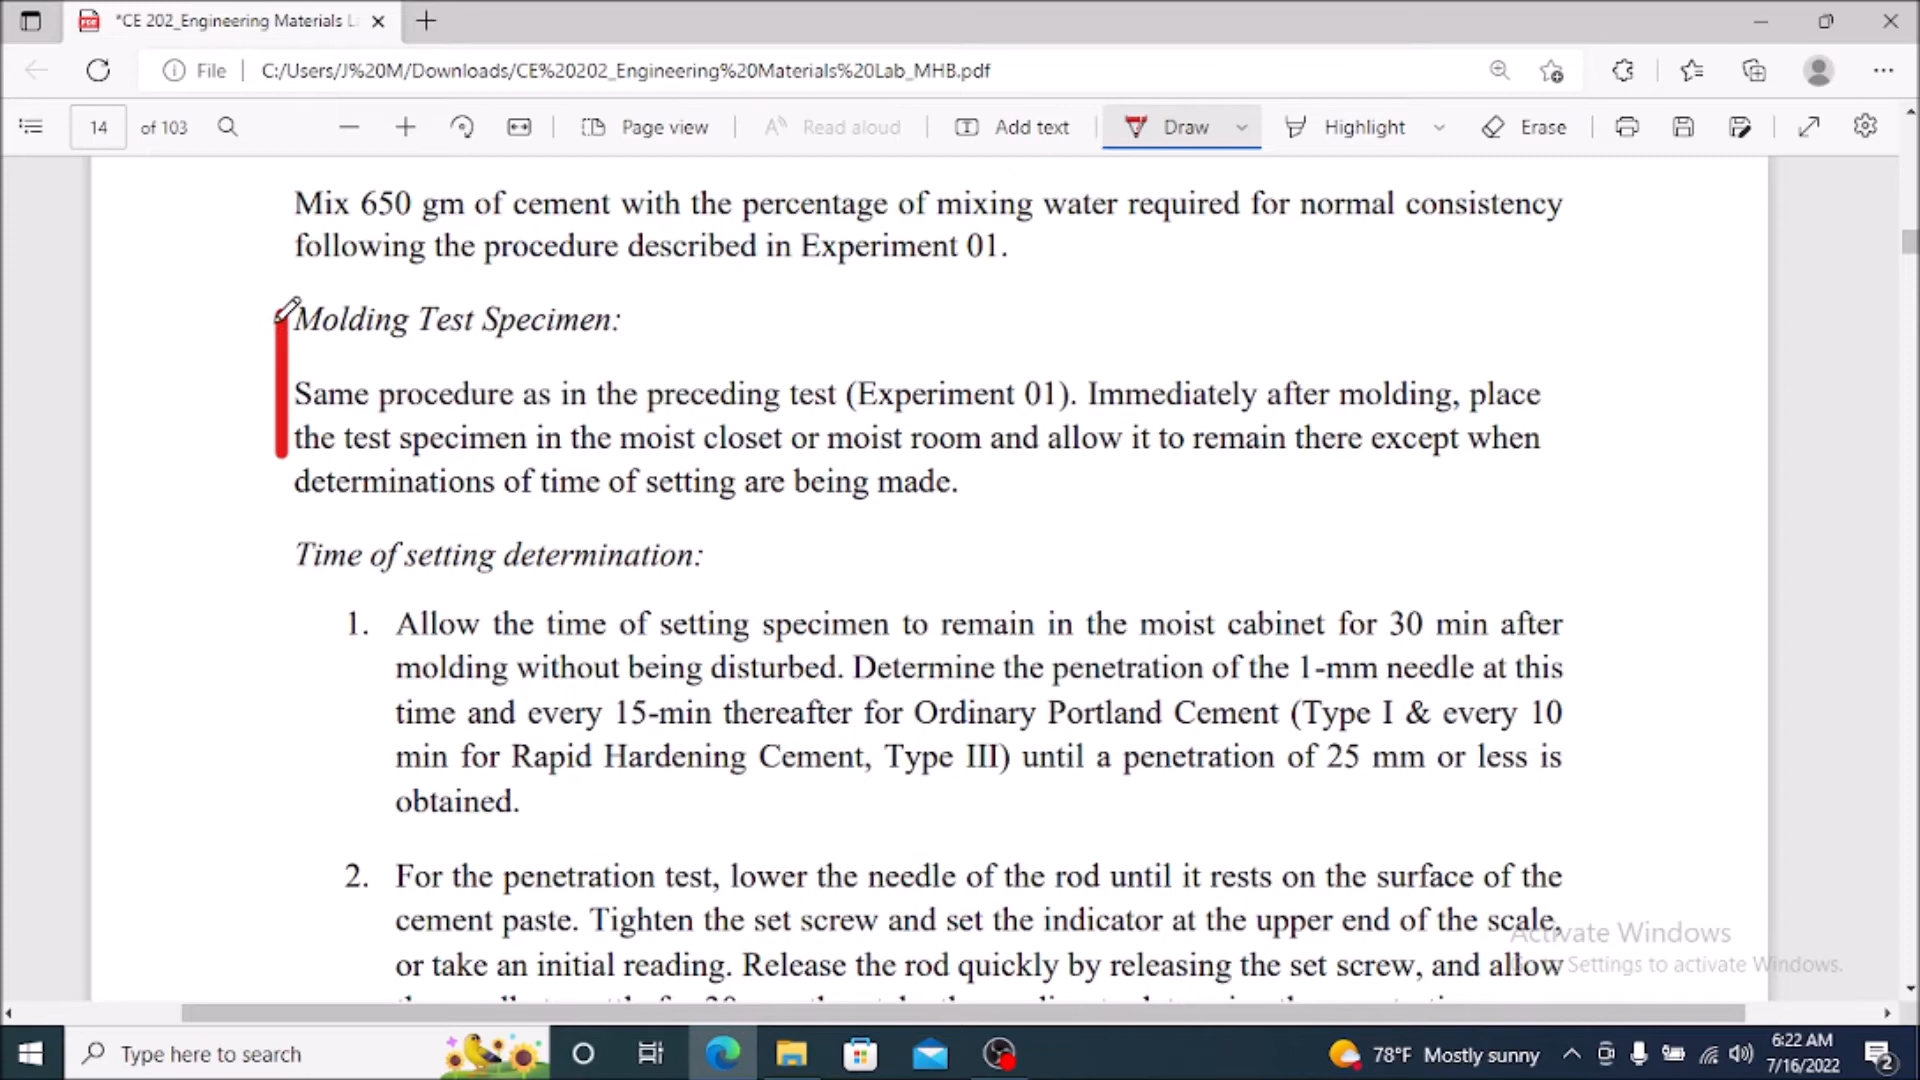 *CE 202_Engineering Materials L
File
C:/Users/J%20M/Downloads/CE%20202_Engineering%20Materials%20Lab_MHB.pdf
14 of 103
Page view
Read aloud
Add text
Draw
Highlight
Erase
Mix 650 gm of cement with the percentage of mixing water required for normal consistency
following the procedure described in Experiment 01.
Molding Test Specimen:
Same procedure as in the preceding test (Experiment 01). Immediately after molding, place
the test specimen in the moist closet or moist room and allow it to remain there except when
determinations of time of setting are being made.
Time of setting determination:
1. Allow the time of setting specimen to remain in the moist cabinet for 30 min after
molding without being disturbed. Determine the penetration of the 1-mm needle at this
time and every 15-min thereafter for Ordinary Portland Cement (Type I & every 10
min for Rapid Hardening Cement, Type III) until a penetration of 25 mm or less is
obtained.
2. For the penetration test, lower the needle of the rod until it rests on the surface of the
cement paste. Tighten the set screw and set the indicator at the upper end of the scale,
or take an initial reading. Release the rod quickly by releasing the set screw, and allow
Activate Windows
Settings to activate Windows.
Type here to search
78°F Mostly sunny
6:22 AM
7/16/2022
2